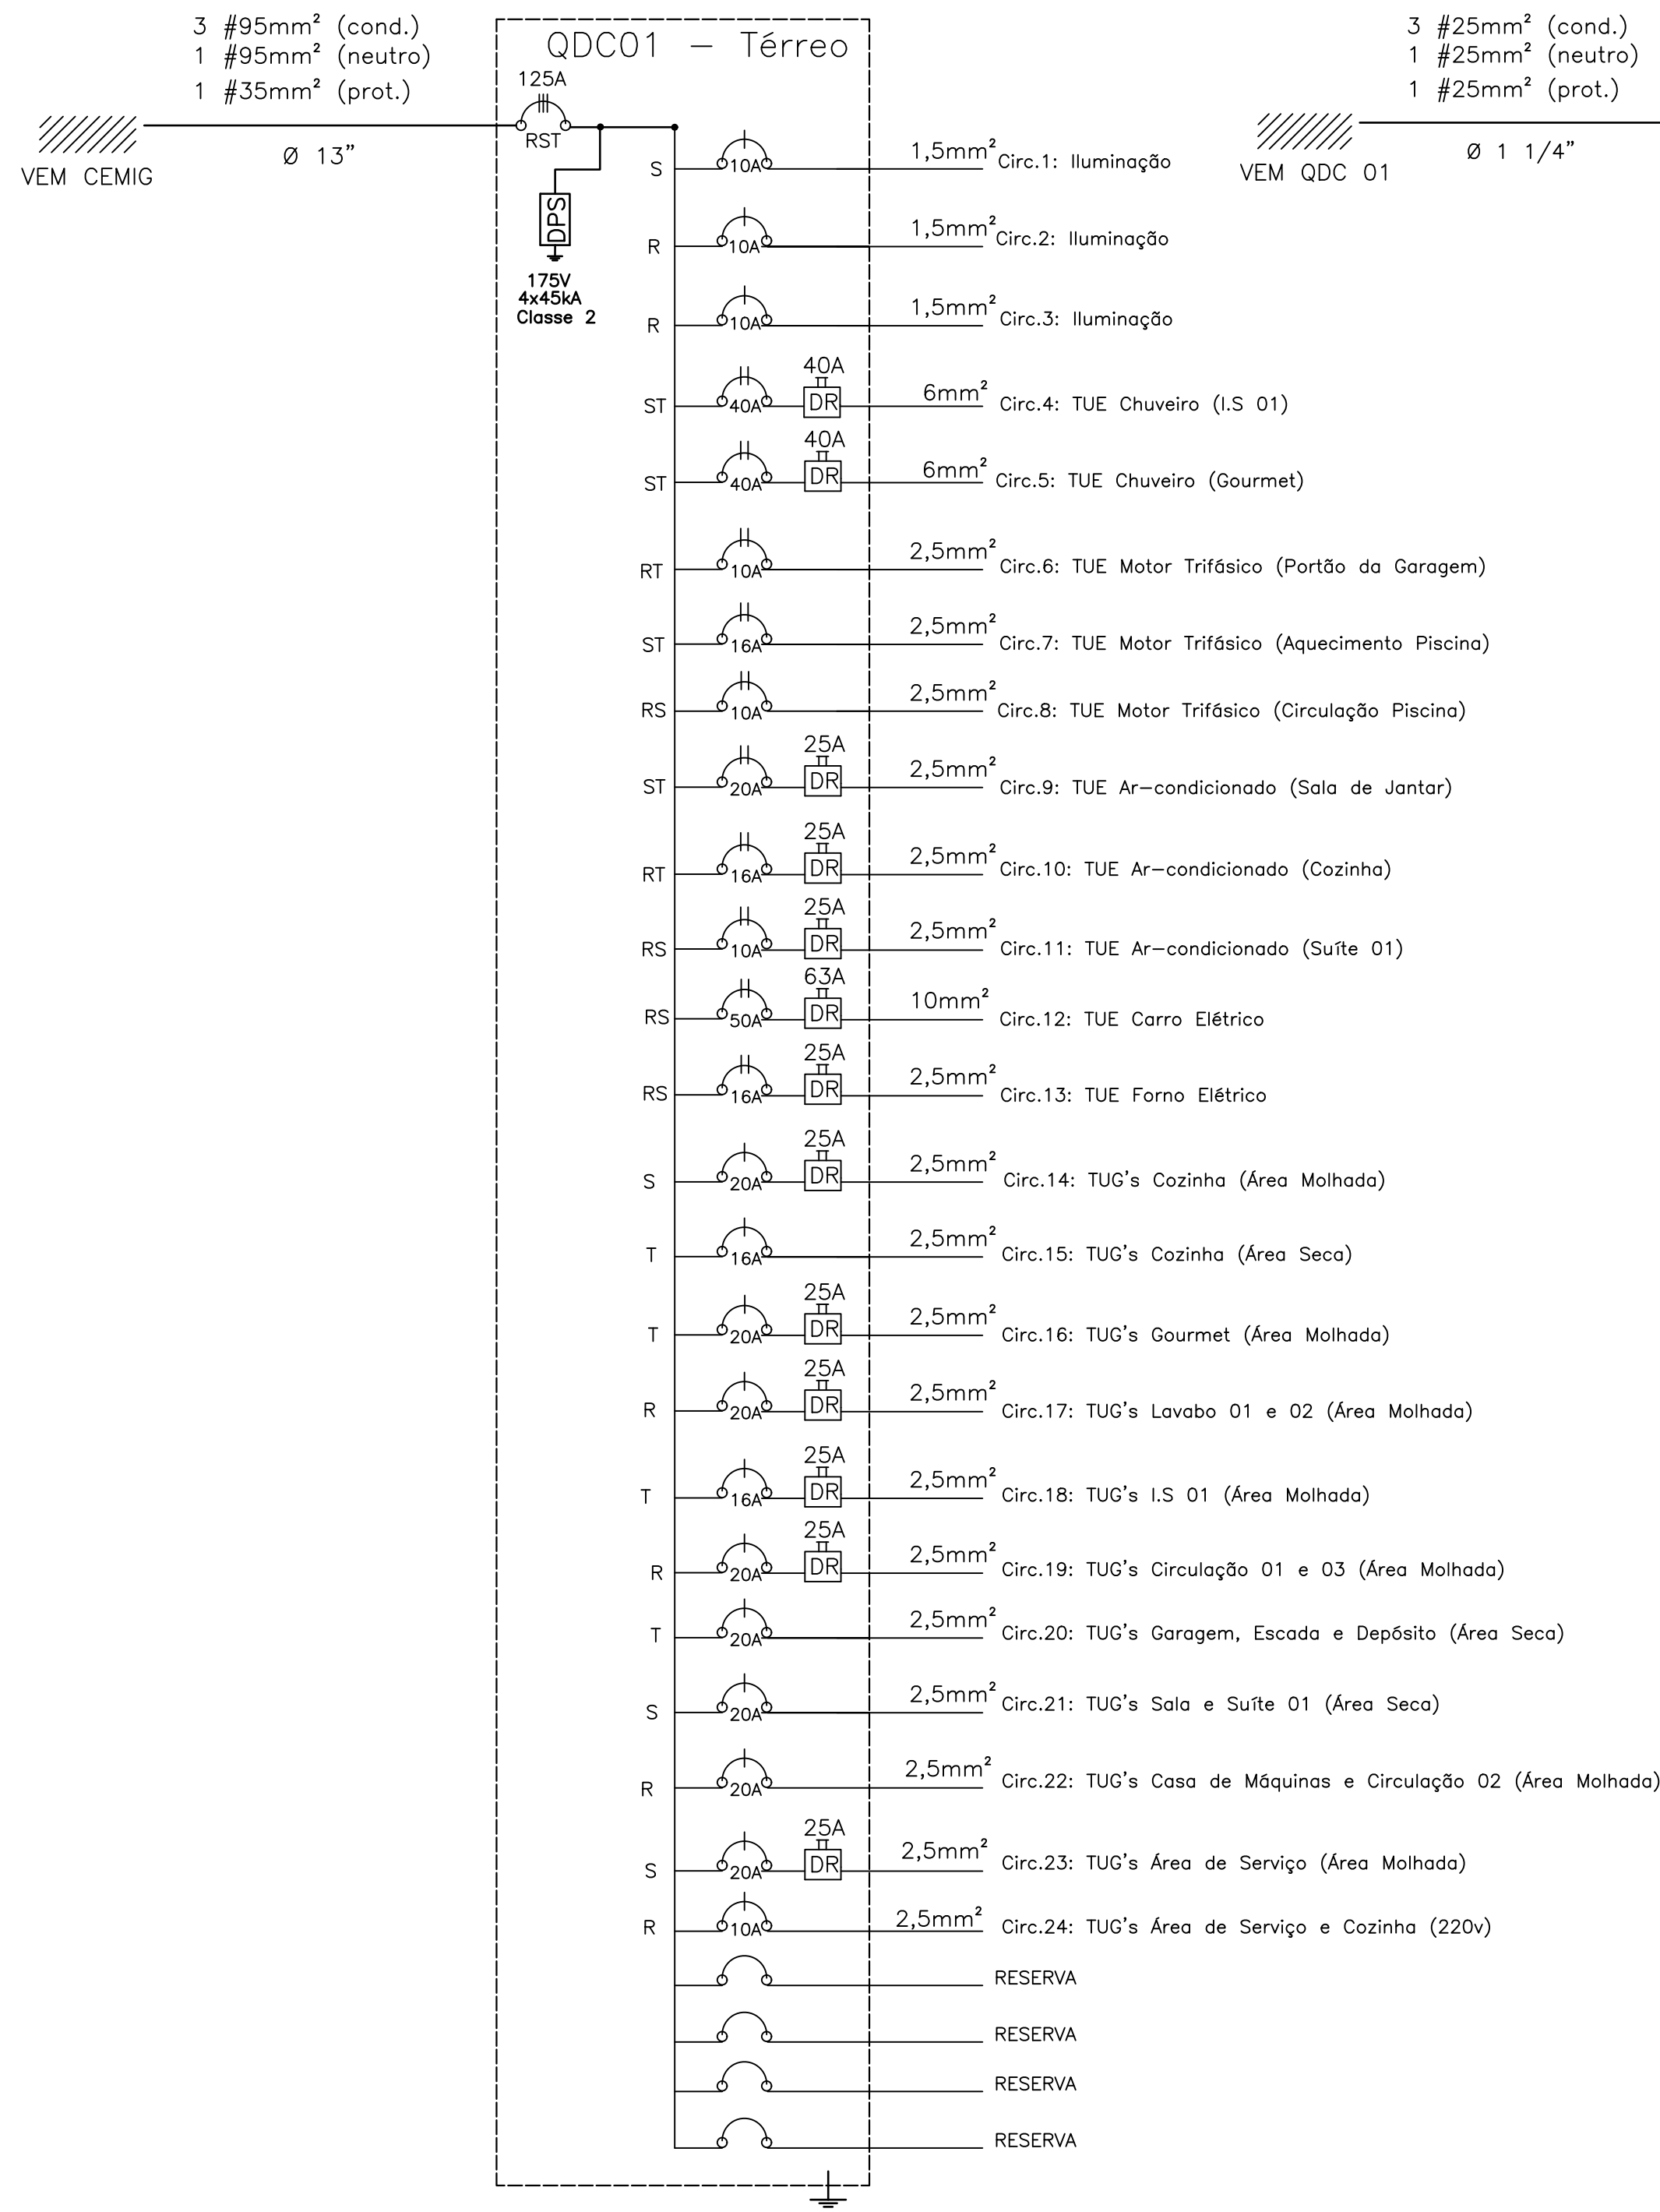 3 #95mm² (cond.)
1 #95mm² (neutro)
1 #35mm² (prot.)
Ø 13”
VEM CEMIG
QDC01 – Térreo
125A
RST
DPS
175V
4x45kA
Classe 2
S 10A 1,5mm² Circ.1: Iluminação
R 10A 1,5mm² Circ.2: Iluminação
R 10A 1,5mm² Circ.3: Iluminação
40A
ST 40A DR 6mm² Circ.4: TUE Chuveiro (I.S 01)
40A
ST 40A DR 6mm² Circ.5: TUE Chuveiro (Gourmet)
RT 10A 2,5mm² Circ.6: TUE Motor Trifásico (Portão da Garagem)
ST 16A 2,5mm² Circ.7: TUE Motor Trifásico (Aquecimento Piscina)
RS 10A 2,5mm² Circ.8: TUE Motor Trifásico (Circulação Piscina)
25A
ST 20A DR 2,5mm² Circ.9: TUE Ar–condicionado (Sala de Jantar)
25A
RT 16A DR 2,5mm² Circ.10: TUE Ar–condicionado (Cozinha)
25A
RS 10A DR 2,5mm² Circ.11: TUE Ar–condicionado (Suíte 01)
63A
RS 50A DR 10mm² Circ.12: TUE Carro Elétrico
25A
RS 16A DR 2,5mm² Circ.13: TUE Forno Elétrico
25A
S 20A DR 2,5mm² Circ.14: TUG’s Cozinha (Área Molhada)
T 16A 2,5mm² Circ.15: TUG’s Cozinha (Área Seca)
25A
T 20A DR 2,5mm² Circ.16: TUG’s Gourmet (Área Molhada)
25A
R 20A DR 2,5mm² Circ.17: TUG’s Lavabo 01 e 02 (Área Molhada)
25A
T 16A DR 2,5mm² Circ.18: TUG’s I.S 01 (Área Molhada)
25A
R 20A DR 2,5mm² Circ.19: TUG’s Circulação 01 e 03 (Área Molhada)
T 20A 2,5mm² Circ.20: TUG’s Garagem, Escada e Depósito (Área Seca)
S 20A 2,5mm² Circ.21: TUG’s Sala e Suíte 01 (Área Seca)
R 20A 2,5mm² Circ.22: TUG’s Casa de Máquinas e Circulação 02 (Área Molhada)
25A
S 20A DR 2,5mm² Circ.23: TUG’s Área de Serviço (Área Molhada)
R 10A 2,5mm² Circ.24: TUG’s Área de Serviço e Cozinha (220v)
RESERVA
RESERVA
RESERVA
RESERVA
3 #25mm² (cond.)
1 #25mm² (neutro)
1 #25mm² (prot.)
Ø 1 1/4”
VEM QDC 01